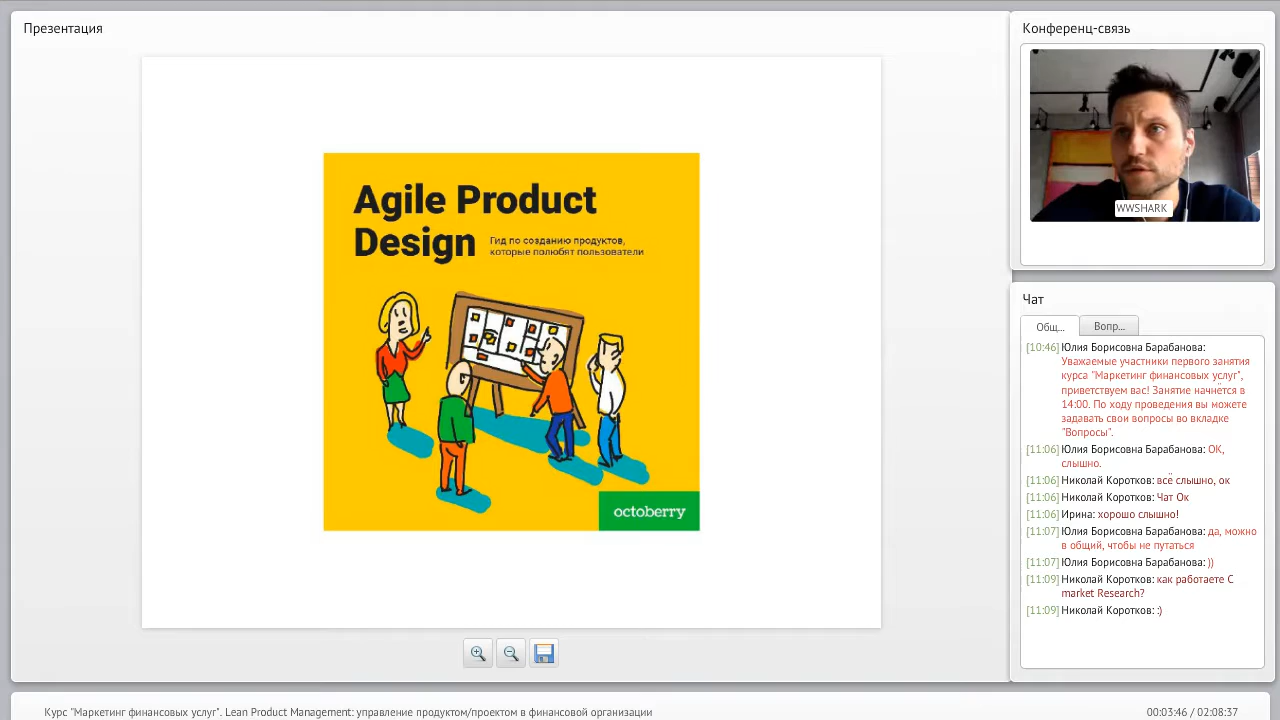 Презентация
Agile Product
Design
Гид по созданию продуктов,
которые полюбят пользователи
octoberry
Конференц-связь
WWSHARK
Чат
Общ...
Вопр...
[10:46] Юлия Борисовна Барабанова:
Уважаемые участники первого занятия
курса "Маркетинг финансовых услуг",
приветствуем вас! Занятие начнётся в
14:00. По ходу проведения вы можете
задавать свои вопросы во вкладке
"Вопросы".
[11:06] Юлия Борисовна Барабанова: ОК,
слышно.
[11:06] Николай Коротков: всё слышно, ок
[11:06] Николай Коротков: Чат Ок
[11:06] Ирина: хорошо слышно!
[11:07] Юлия Борисовна Барабанова: да, можно
в общий, чтобы не путаться
[11:07] Юлия Борисовна Барабанова: ))
[11:09] Николай Коротков: как работаете С
market Research?
[11:09] Николай Коротков: :)
Курс "Маркетинг финансовых услуг". Lean Product Management: управление продуктом/проектом в финансовой организации
00:03:46 / 02:08:37